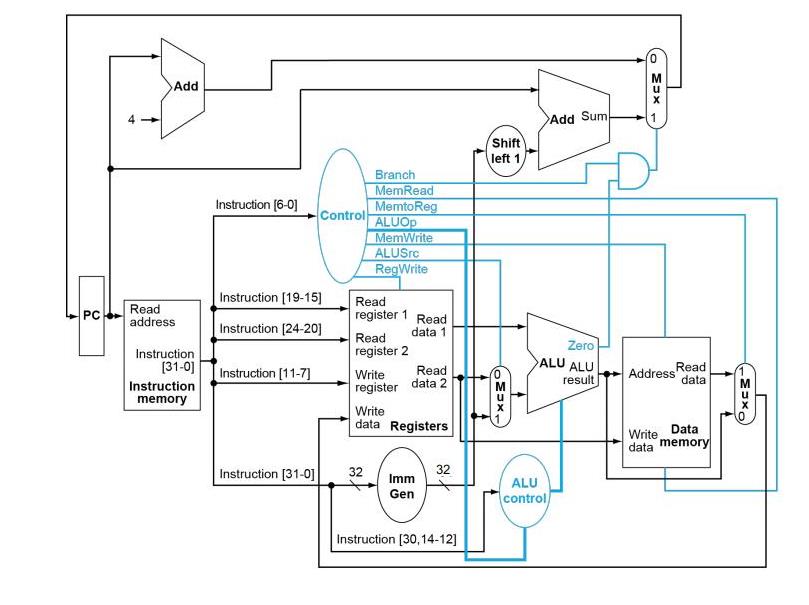 Add
4
0
Mux
1
Add Sum
Shift
left 1
Branch
MemRead
MemtoReg
ALUOp
MemWrite
ALUSrc
RegWrite
Control
Instruction [6-0]
Instruction [19-15]
Instruction [24-20]
Instruction [11-7]
PC
Read
address
Instruction
[31-0]
Instruction
memory
Read
register 1
Read
register 2
Write
register
Write
data
Read
data 1
Read
data 2
Registers
0
Mux
1
Zero
ALU
ALU
result
Address
Read
data
Write
data
Data
memory
1
Mux
0
Instruction [31-0]
32
Imm
Gen
32
ALU
control
Instruction [30,14-12]